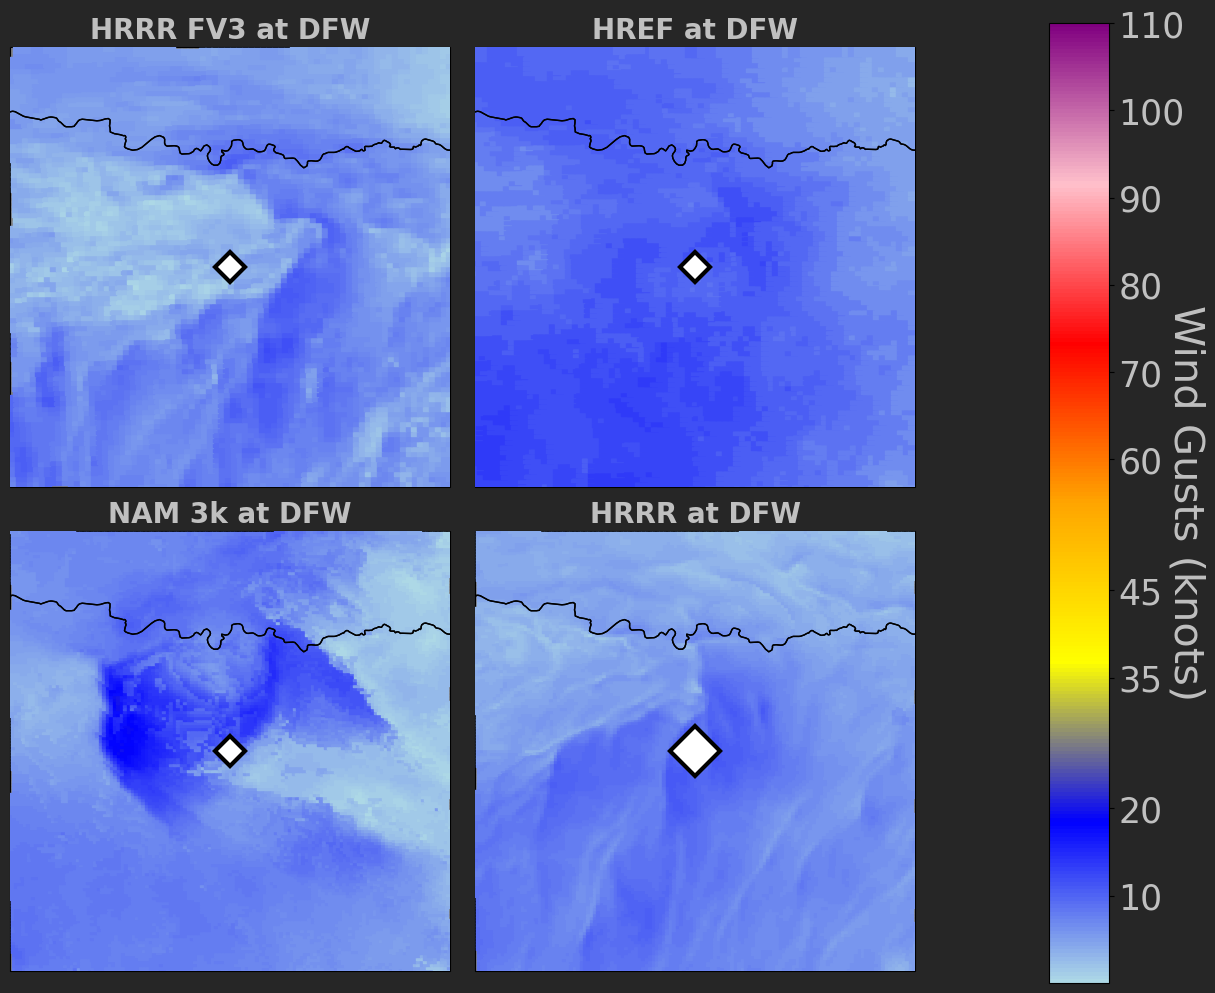 HRRR FV3 at DFW
HREF at DFW
NAM 3k at DFW
HRRR at DFW
110
100
90
80
70
60
45
35
20
10
Wind Gusts (knots)